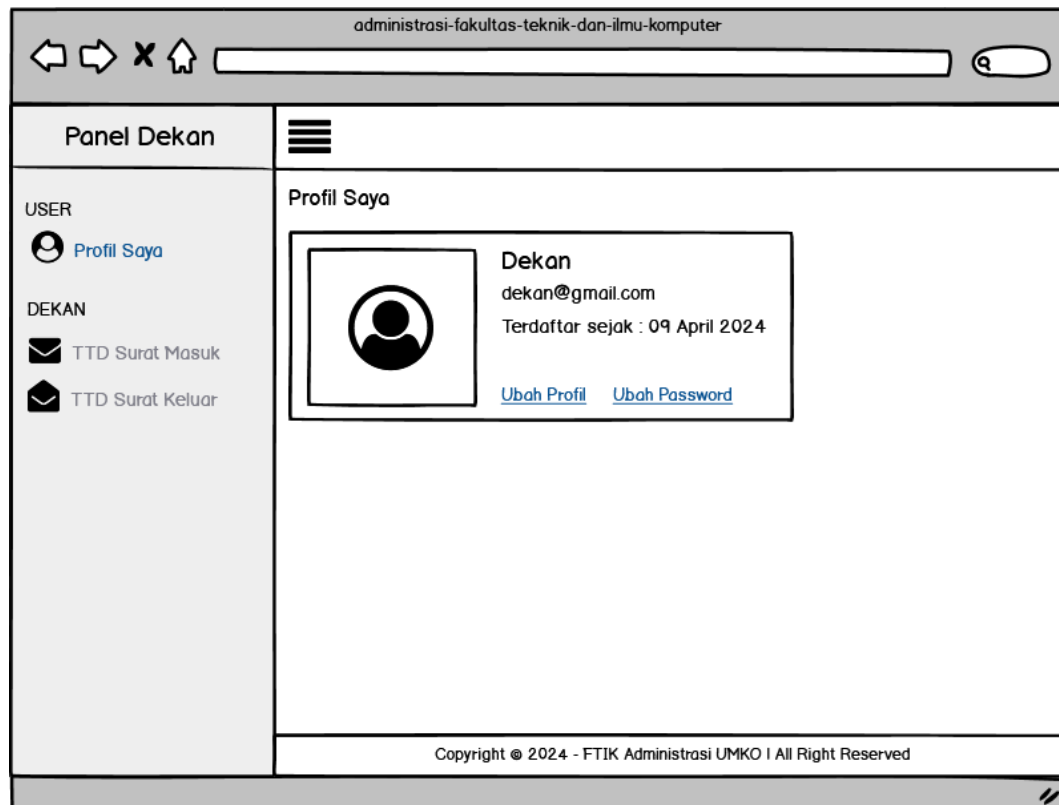 administrasi-fakultas-teknik-dan-ilmu-komputer
Panel Dekan
USER
Profil Saya
DEKAN
TTD Surat Masuk
TTD Surat Keluar
Profil Saya
Dekan
dekan@gmail.com
Terdaftar sejak : 09 April 2024
Ubah Profil Ubah Password
Copyright © 2024 - FTIK Administrasi UMKO | All Right Reserved